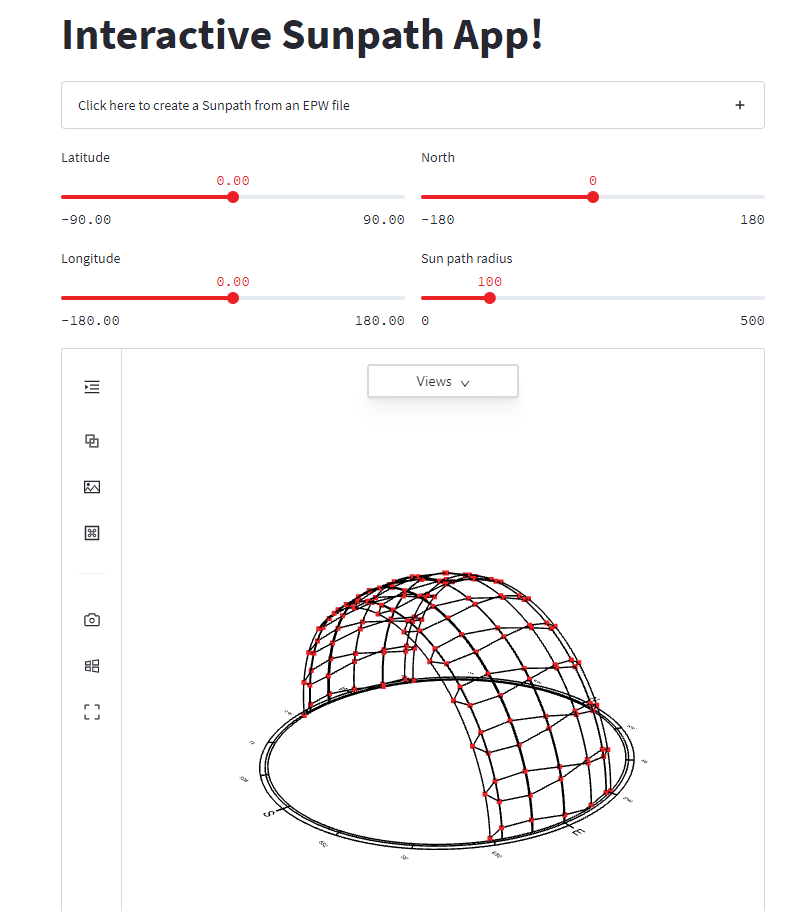 Interactive Sunpath App!
Click here to create a Sunpath from an EPW file
Latitude
0.00
-90.00 90.00
North
0
-180 180
Longitude
0.00
-180.00 180.00
Sun path radius
100
0 500
Views
S
E